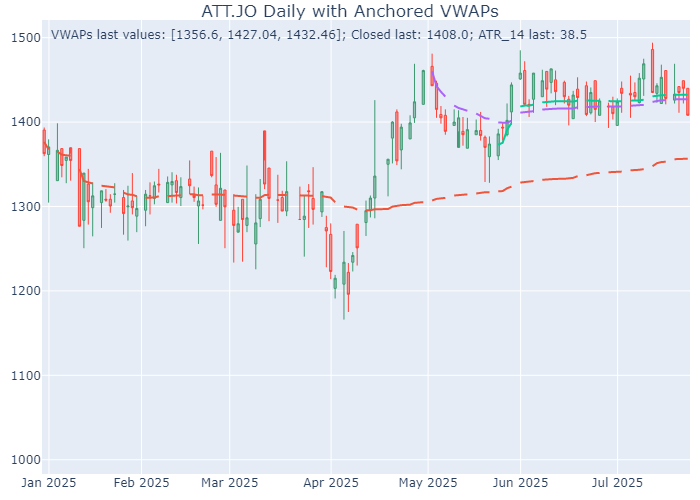 ATT.JO Daily with Anchored VWAPs
VWAPs last values: [1356.6, 1427.04, 1432.46]; Closed last: 1408.0; ATR_14 last: 38.5
1500
1400
1300
1200
1100
1000
Jan 2025 Feb 2025 Mar 2025 Apr 2025 May 2025 Jun 2025 Jul 2025